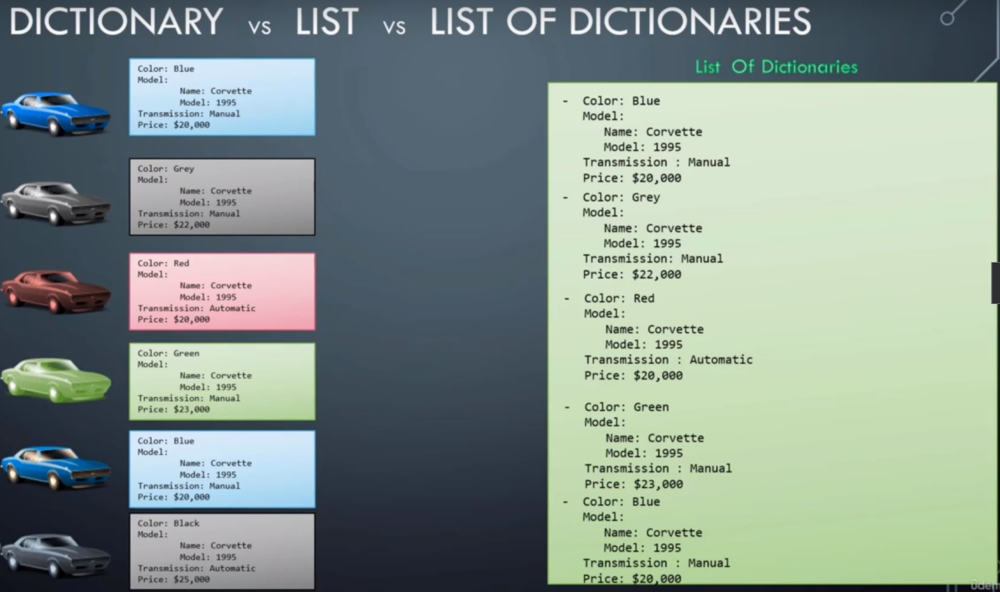 DICTIONARY vs LIST vs LIST OF DICTIONARIES
Color: Blue
Model:
Name: Corvette
Model: 1995
Transmission: Manual
Price: $20,000
Color: Grey
Model:
Name: Corvette
Model: 1995
Transmission: Manual
Price: $22,000
Color: Red
Model:
Name: Corvette
Model: 1995
Transmission: Automatic
Price: $20,000
Color: Green
Model:
Name: Corvette
Model: 1995
Transmission: Manual
Price: $23,000
Color: Blue
Model:
Name: Corvette
Model: 1995
Transmission: Manual
Price: $20,000
Color: Black
Model:
Name: Corvette
Model: 1995
Transmission: Automatic
Price: $25,000
List Of Dictionaries
- Color: Blue
Model:
Name: Corvette
Model: 1995
Transmission : Manual
Price: $20,000
- Color: Grey
Model:
Name: Corvette
Model: 1995
Transmission: Manual
Price: $22,000
- Color: Red
Model:
Name: Corvette
Model: 1995
Transmission : Automatic
Price: $20,000
- Color: Green
Model:
Name: Corvette
Model: 1995
Transmission : Manual
Price: $23,000
- Color: Blue
Model:
Name: Corvette
Model: 1995
Transmission : Manual
Price: $20,000